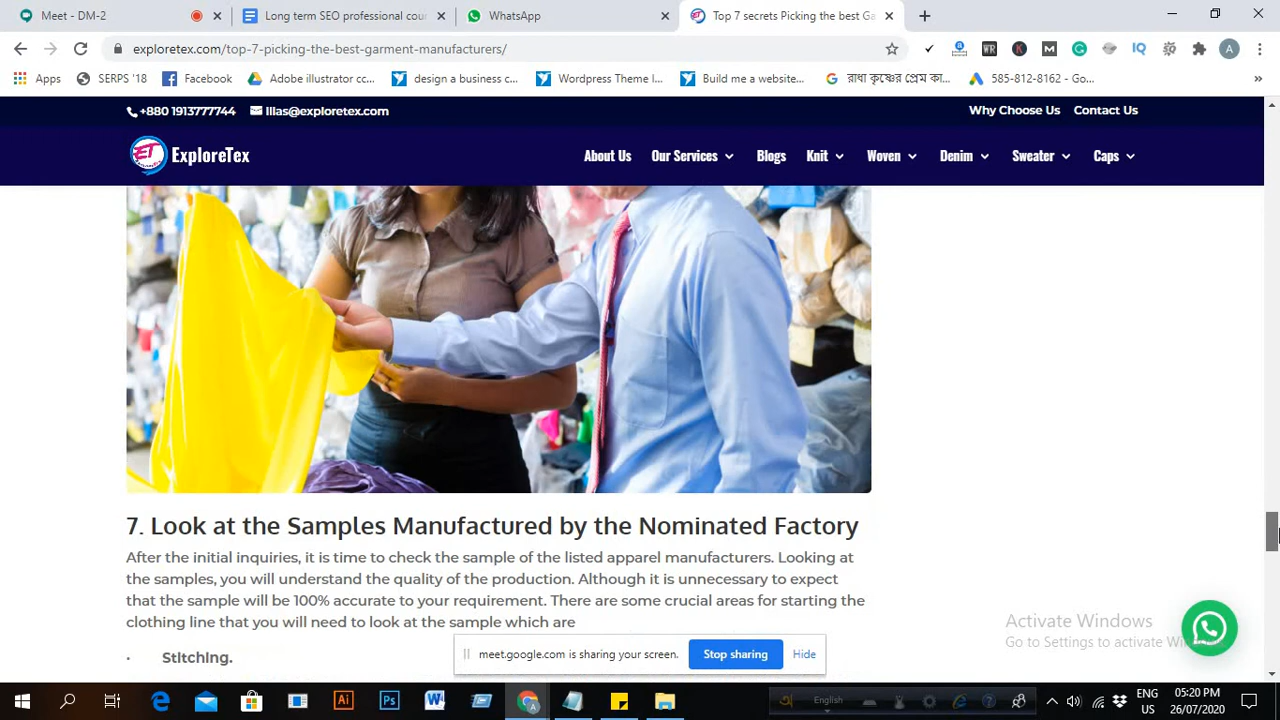 Meet - DM-2
Long term SEO professional cou
WhatsApp
Top 7 secrets Picking the best Ga
exploretex.com/top-7-picking-the-best-garment-manufacturers/
A
Apps
SERPS '18
Facebook
Adobe illustrator cc...
design a business c...
Wordpress Theme I...
Build me a website...
রাধা কৃষ্ণের প্রেম কা...
585-812-8162 - Go...
+880 1913777744
lilas@exploretex.com
Why Choose Us
Contact Us
ET
ExploreTex
About Us
Our Services
Blogs
Knit
Woven
Denim
Sweater
Caps
7. Look at the Samples Manufactured by the Nominated Factory
After the initial inquiries, it is time to check the sample of the listed apparel manufacturers. Looking at
the samples, you will understand the quality of the production. Although it is unnecessary to expect
that the sample will be 100% accurate to your requirement. There are some crucial areas for starting the
clothing line that you will need to look at the sample which are
· Stitching.
meet.google.com is sharing your screen.
Stop sharing
Hide
Activate Windows
Go to Settings to activate Win
English
ENG
US
05:20 PM
26/07/2020